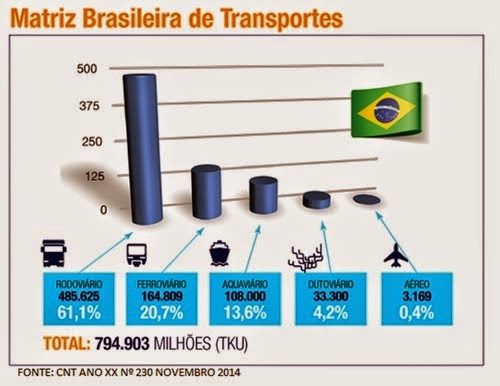 Matriz Brasileira de Transportes
500
375
250
125
0
RODOVIÁRIO
485.625
61,1%
FERROVIÁRIO
164.809
20,7%
AQUAVIÁRIO
108.000
13,6%
DUTOVIÁRIO
33.300
4,2%
AÉREO
3.169
0,4%
TOTAL: 794.903 MILHÕES (TKU)
FONTE: CNT ANO XX Nº 230 NOVEMBRO 2014